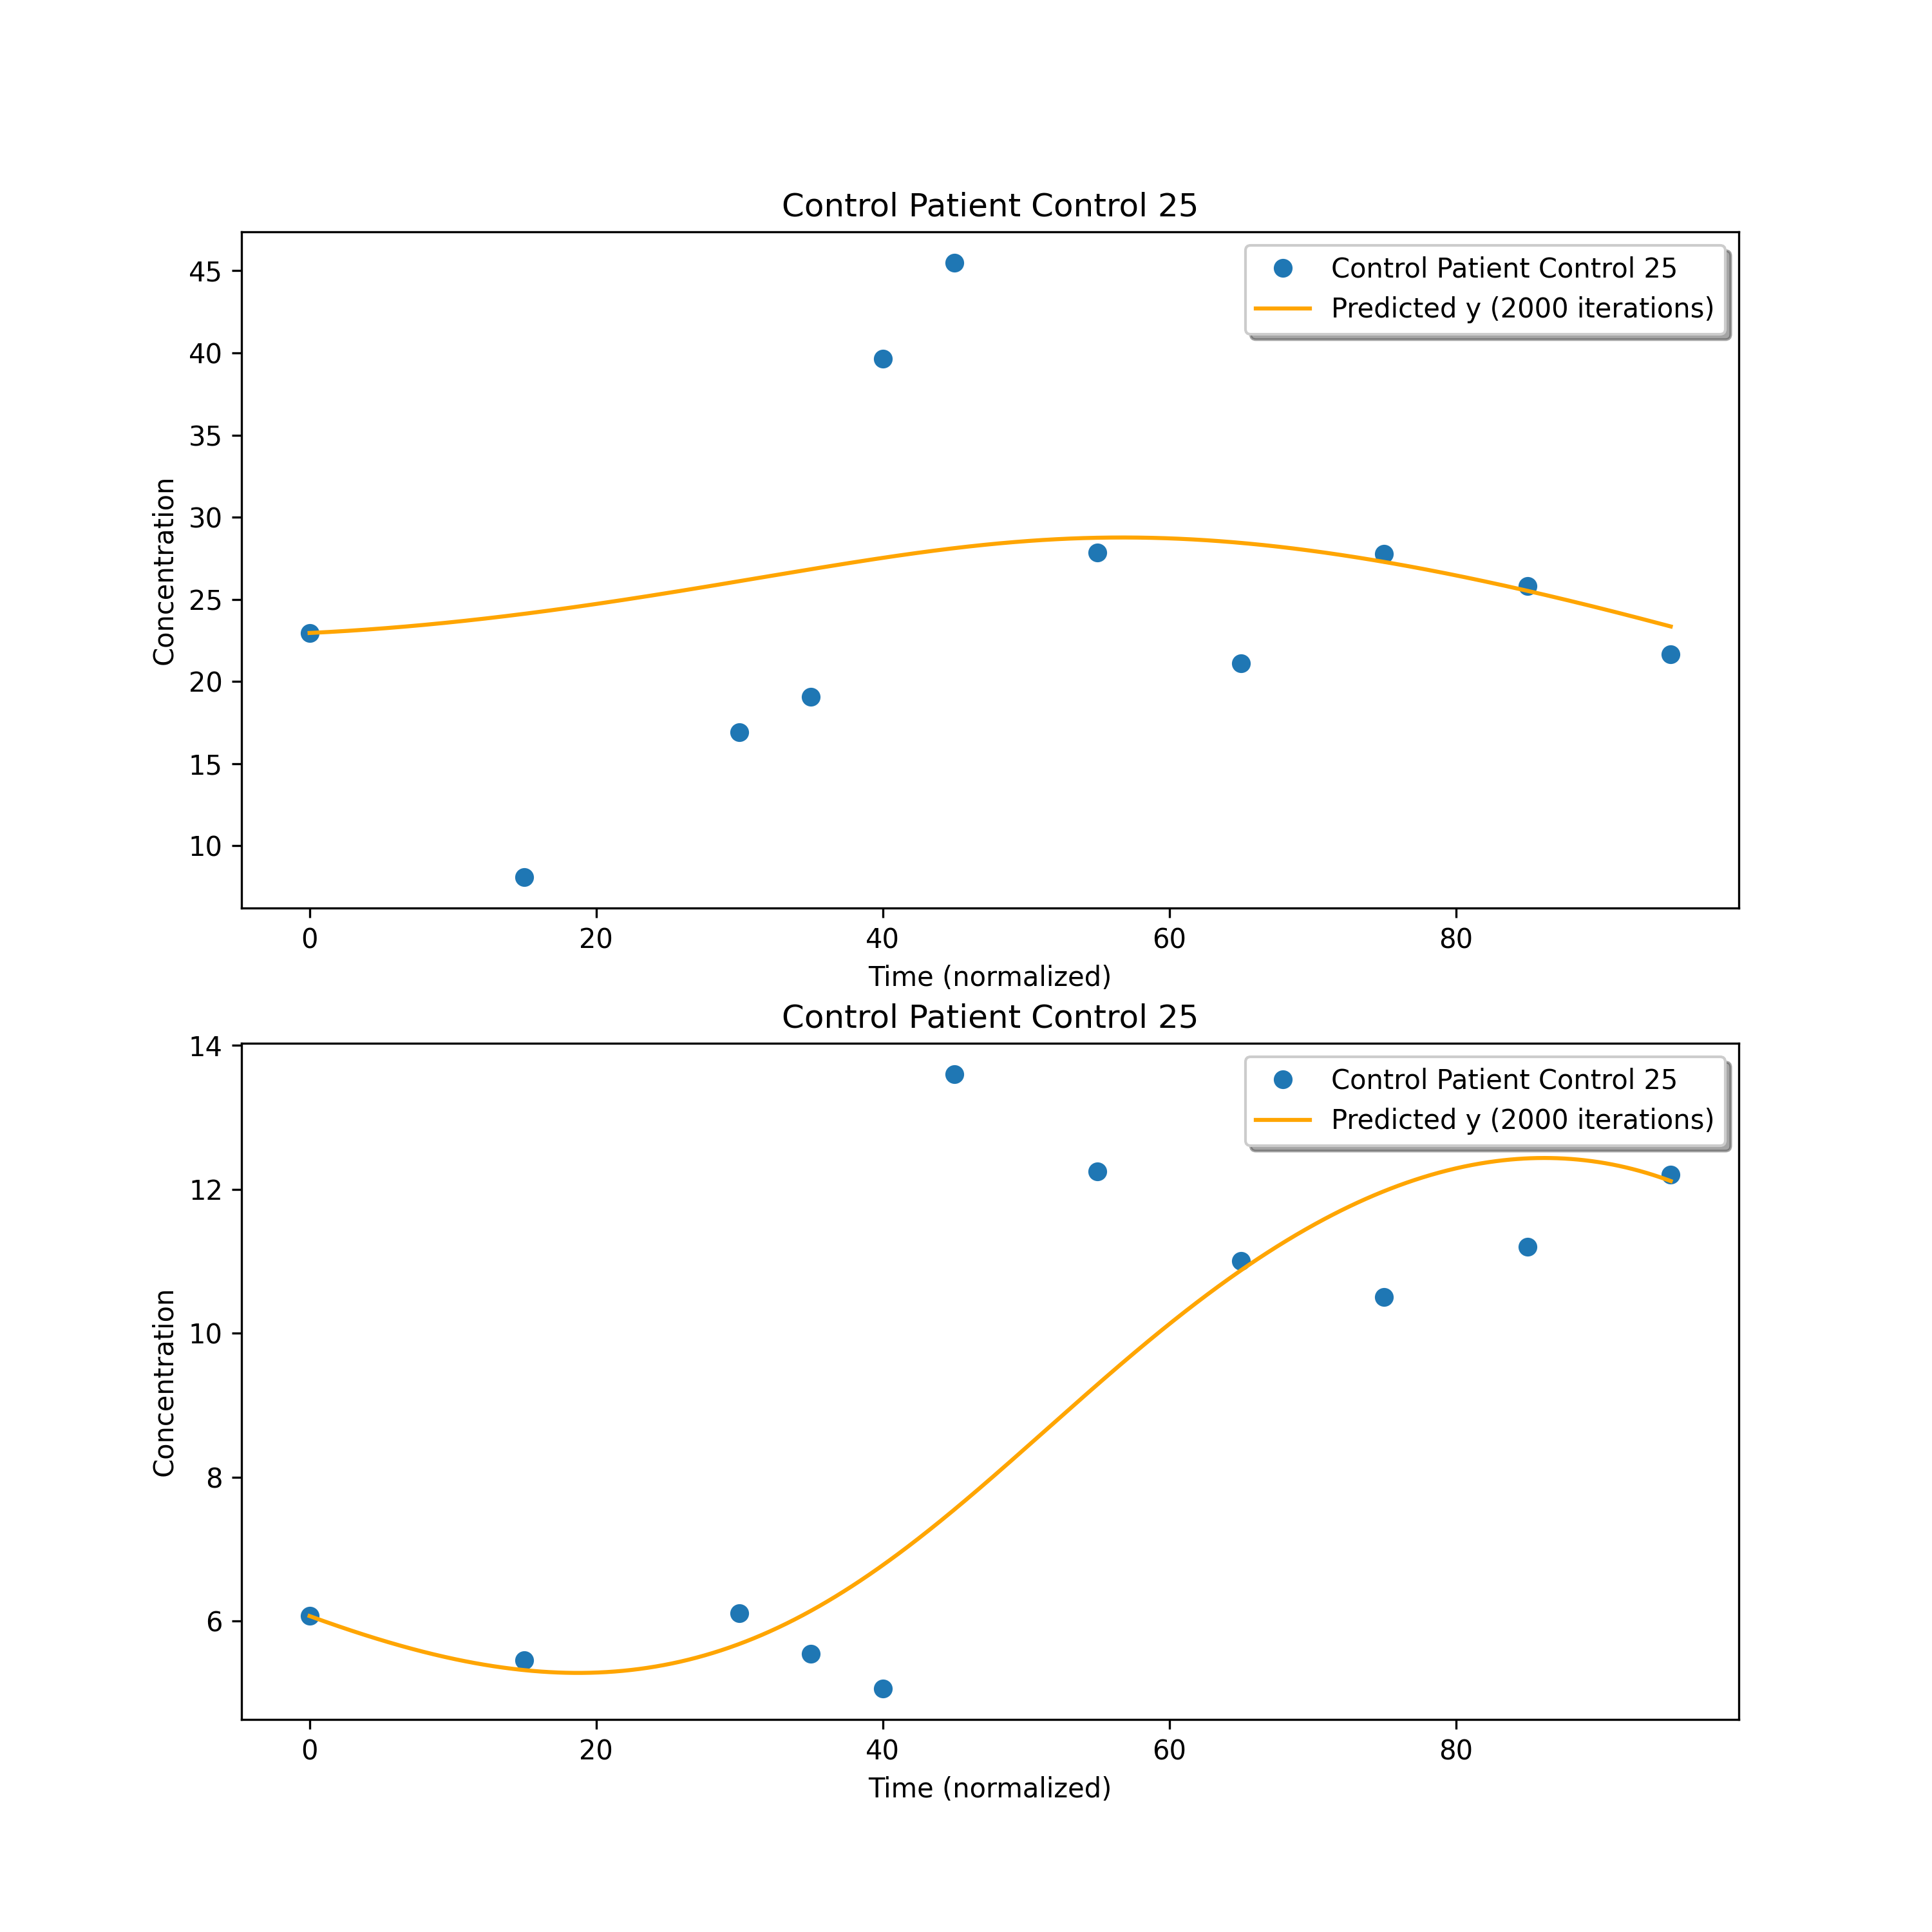 Control Patient Control 25
Control Patient Control 25
Predicted y (2000 iterations)
45
40
35
30
25
20
15
10
Concentration
0 20 40 60 80
Time (normalized)
Control Patient Control 25
Control Patient Control 25
Predicted y (2000 iterations)
14
12
10
8
6
Concentration
0 20 40 60 80
Time (normalized)